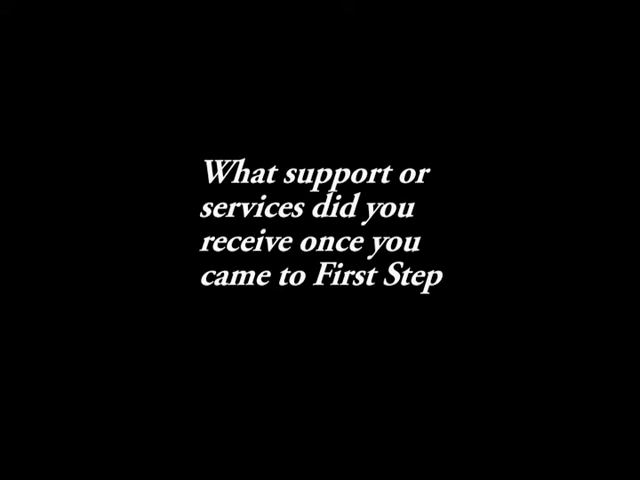 What support or
services did you
receive once you
came to First Step